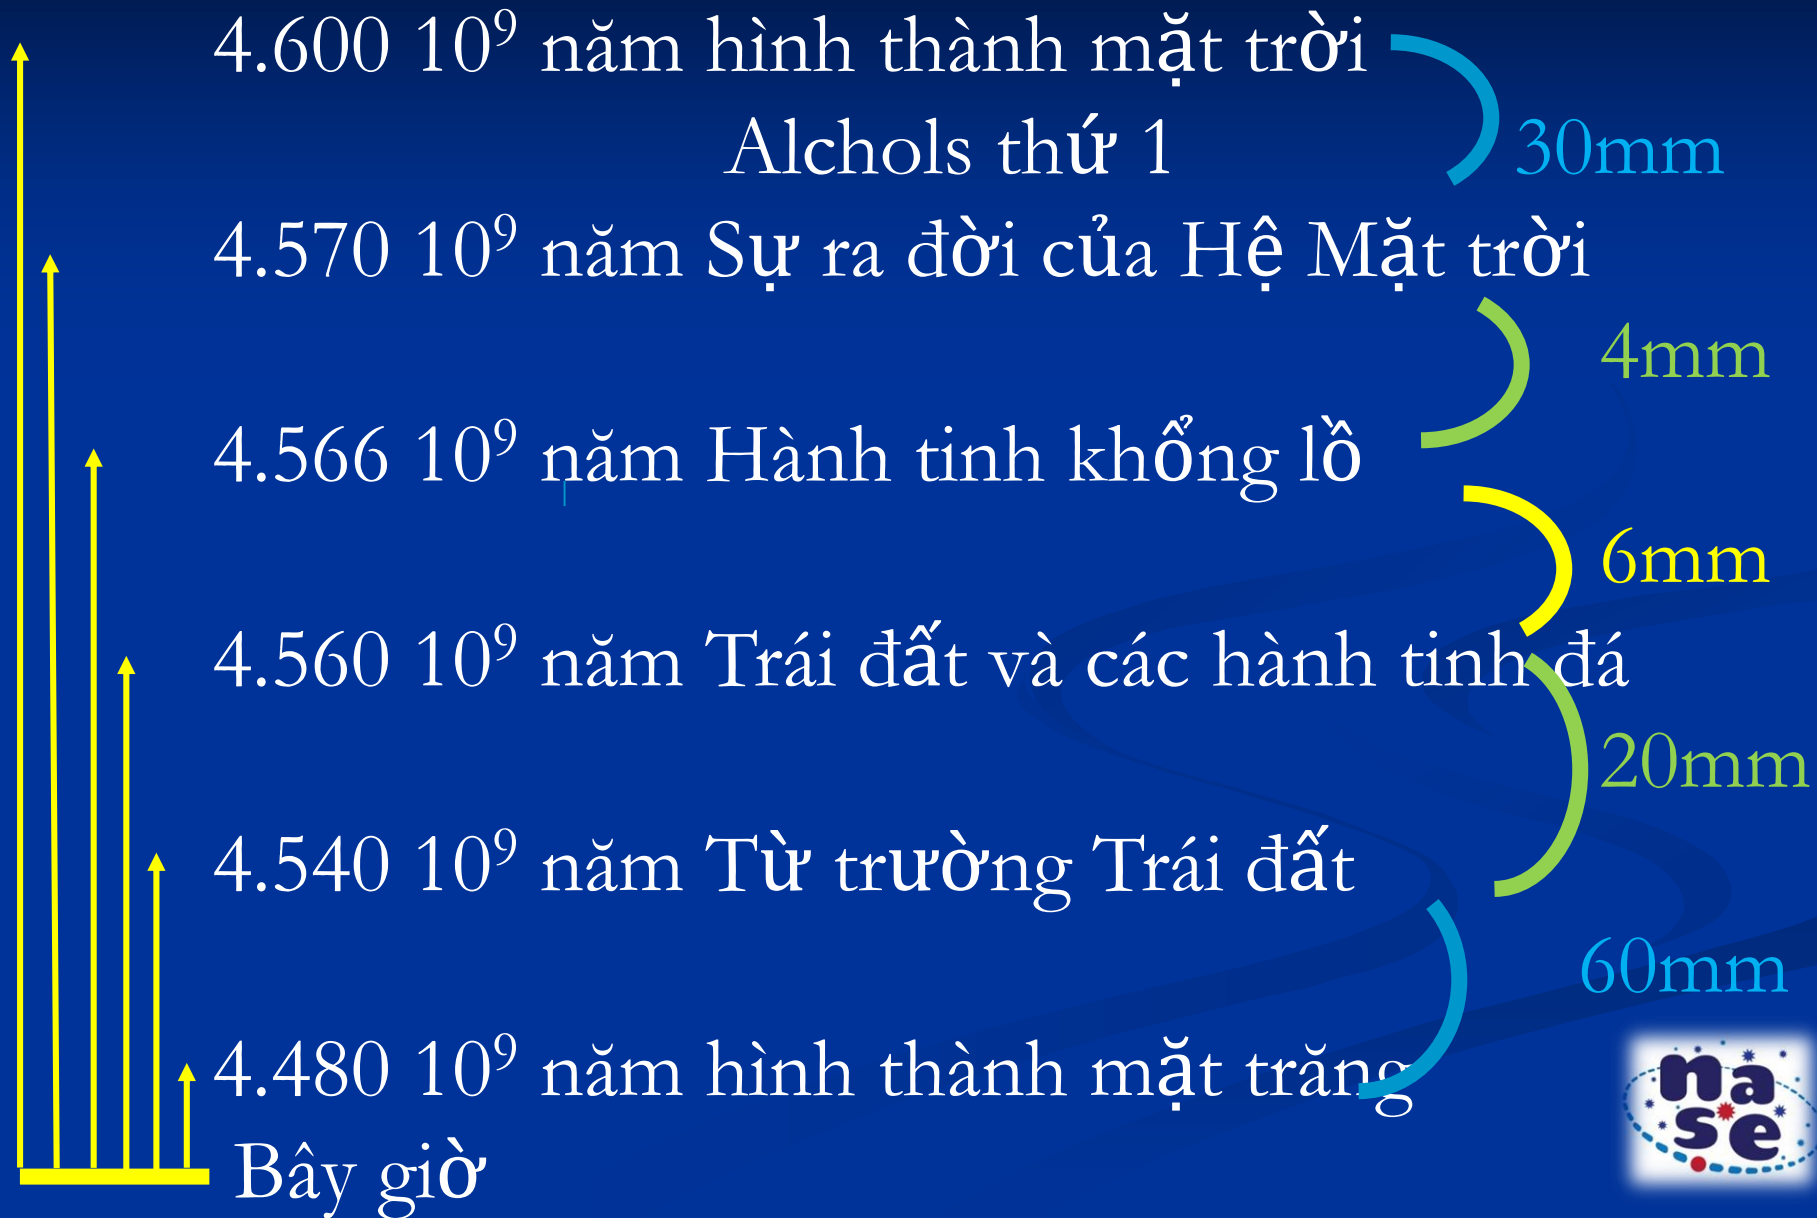 4.600 10⁹ năm hình thành mặt trời
Alchols thứ 1
30mm
4.570 10⁹ năm Sự ra đời của Hệ Mặt trời
4mm
4.566 10⁹ năm Hành tinh khổng lồ
6mm
4.560 10⁹ năm Trái đất và các hành tinh đá
20mm
4.540 10⁹ năm Từ trường Trái đất
60mm
4.480 10⁹ năm hình thành mặt trăng
Bây giờ
na
se